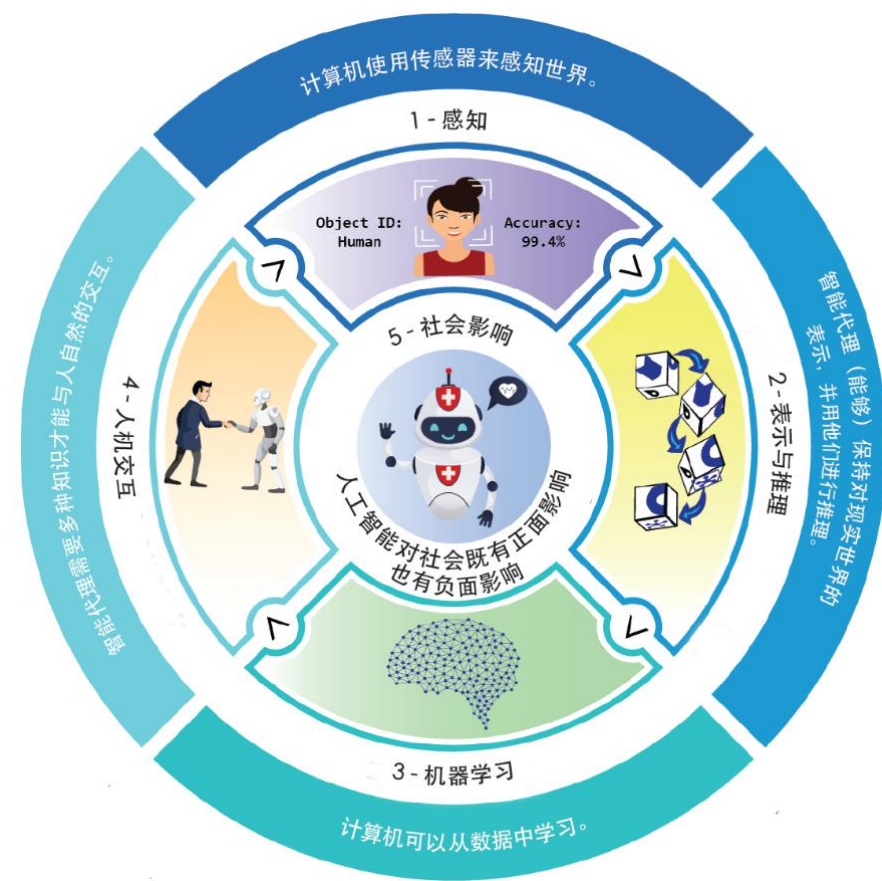 计算机使用传感器来感知世界。
1-感知
Object ID:
Human
Accuracy:
99.4%
智能代理（能够）保持对现实世界的
表示，并用他们进行推理。
2-表示与推理
3-机器学习
计算机可以从数据中学习。
4-人机交互
智能代理需要多种知识才能与人自然的交互。
5-社会影响
人工智能对社会既有正面影响
也有负面影响